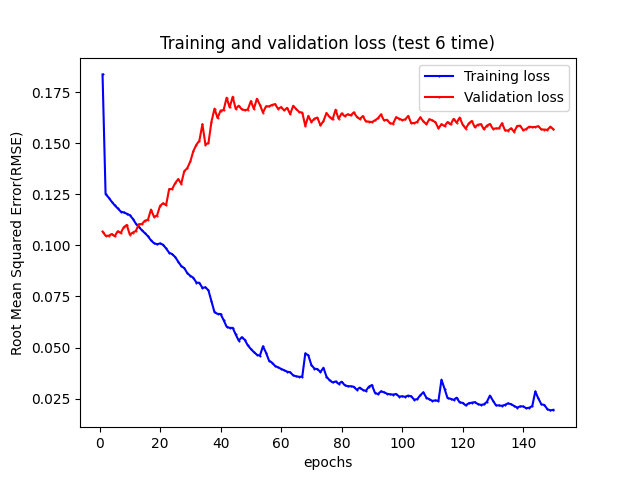 Training and validation loss (test 6 time)
Training loss
Validation loss
Root Mean Squared Error(RMSE)
0.175
0.150
0.125
0.100
0.075
0.050
0.025
0 20 40 60 80 100 120 140
epochs